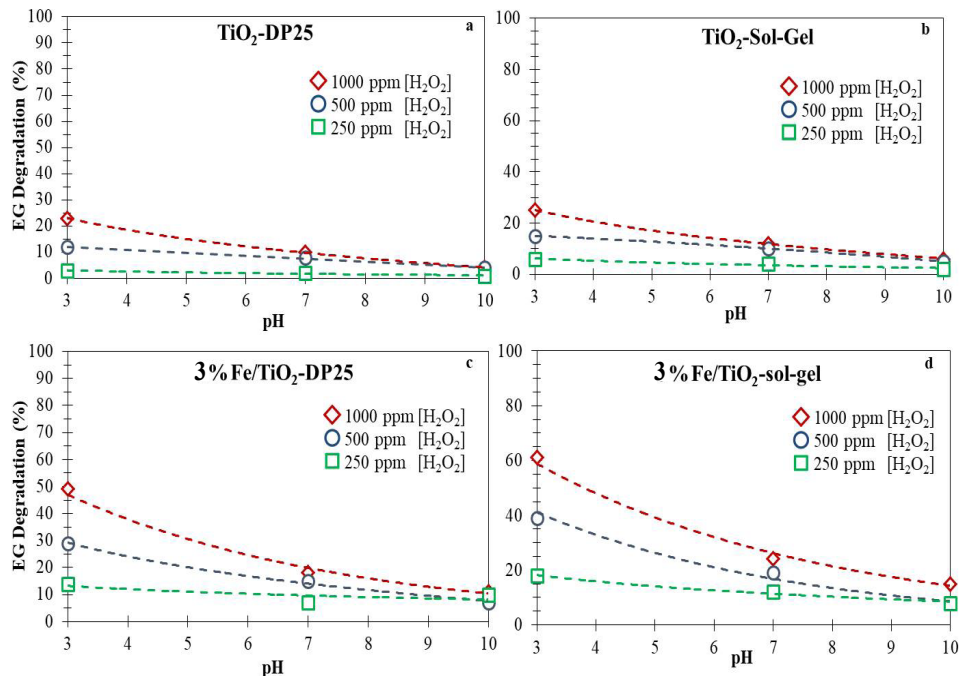 TiO₂-DP25
a
EG Degradation (%)
100
90
80
70
60
50
40
30
20
10
0
1000 ppm [H₂O₂]
500 ppm [H₂O₂]
250 ppm [H₂O₂]
3 4 5 6 7 8 9 10
pH
TiO₂-Sol-Gel
b
100
80
60
40
20
0
1000 ppm [H₂O₂]
500 ppm [H₂O₂]
250 ppm [H₂O₂]
3 4 5 6 7 8 9 10
pH
3%Fe/TiO₂-DP25
c
EG Degradation (%)
100
90
80
70
60
50
40
30
20
10
0
1000 ppm [H₂O₂]
500 ppm [H₂O₂]
250 ppm [H₂O₂]
3 4 5 6 7 8 9 10
pH
3%Fe/TiO₂-sol-gel
d
100
80
60
40
20
0
1000 ppm [H₂O₂]
500 ppm [H₂O₂]
250 ppm [H₂O₂]
3 4 5 6 7 8 9 10
pH